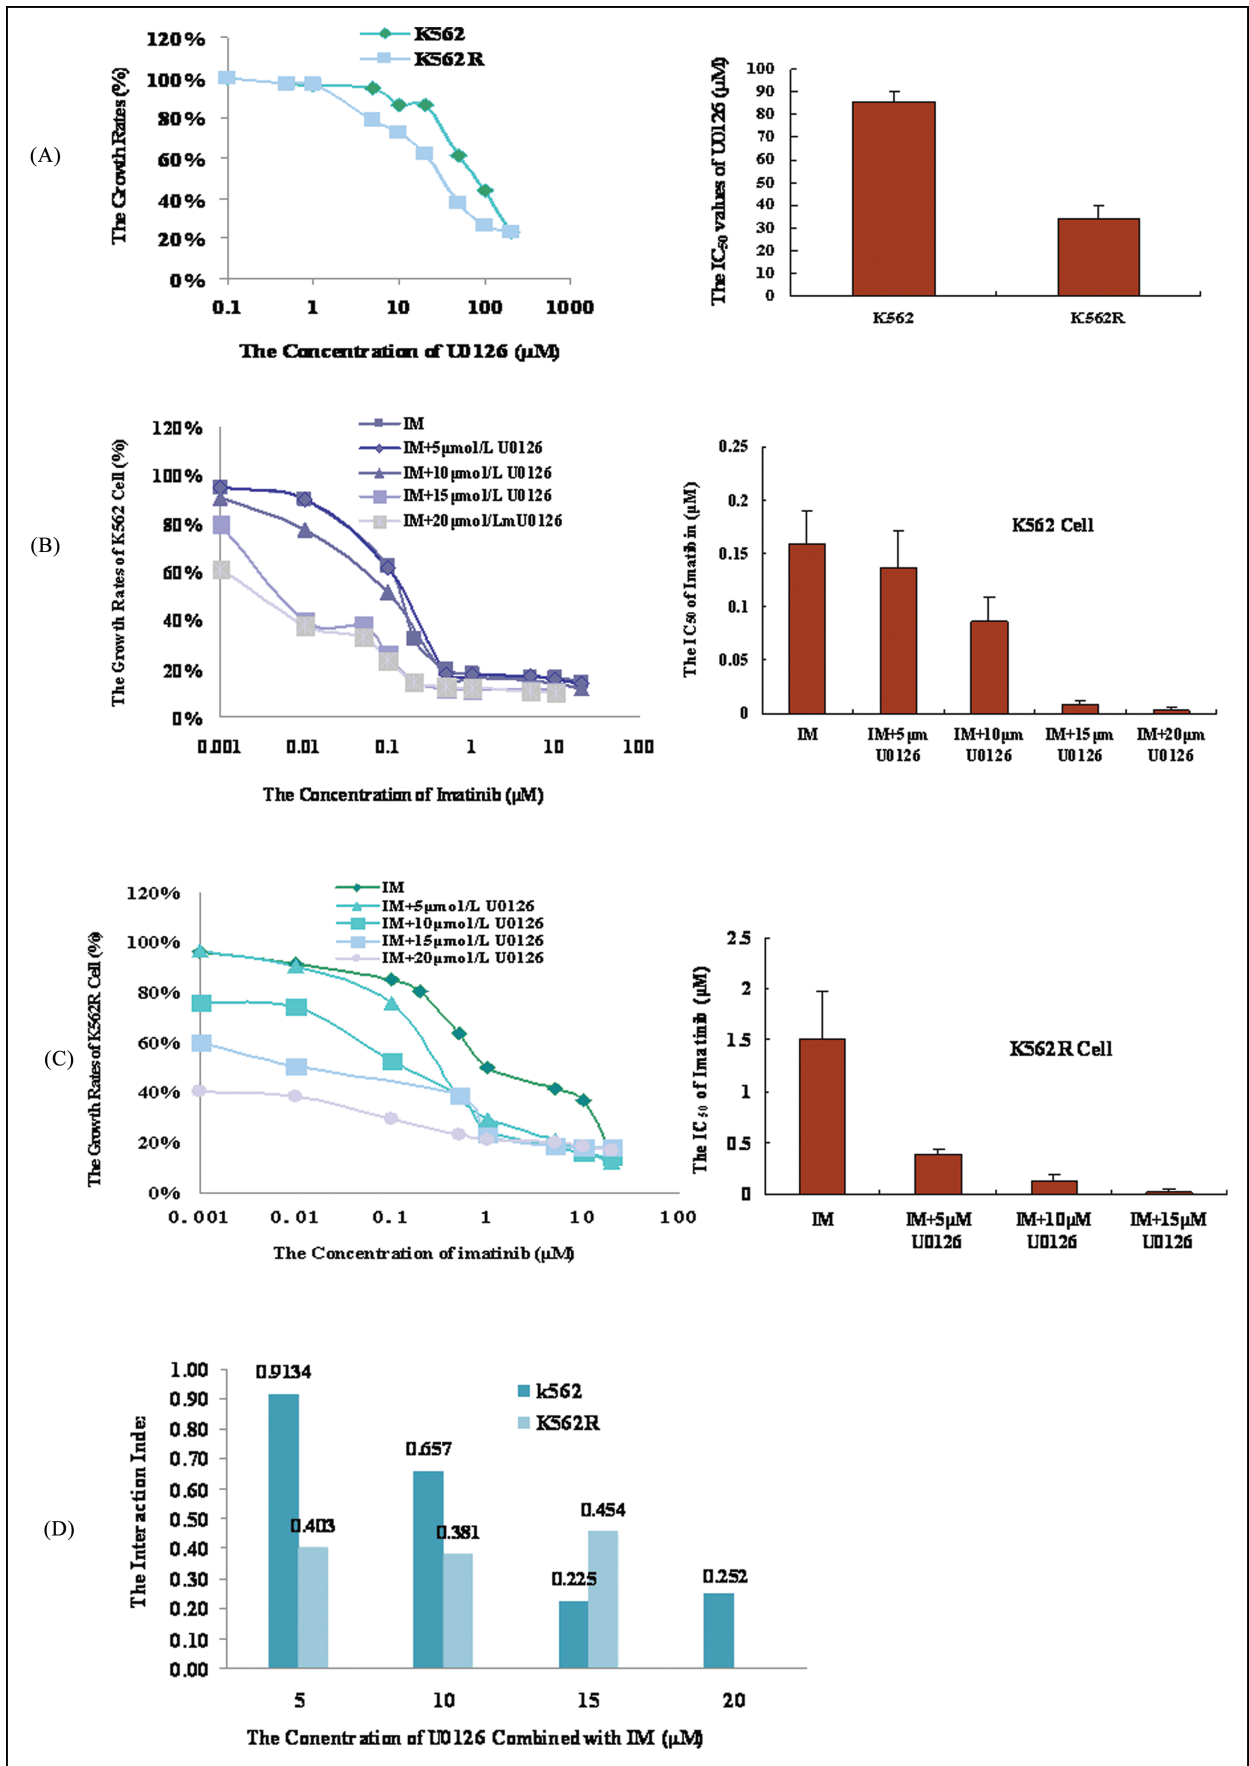 (A)
120%
100%
80%
60%
40%
20%
0%
0.1 1 10 100 1000
The Growth Rates (%)
The Concentration of U0126 (μM)
K562
K562R
100
90
80
70
60
50
40
30
20
10
0
The IC50 values of U0126 (μM)
K562 K562R
(B)
120%
100%
80%
60%
40%
20%
0%
0.001 0.01 0.1 1 10 100
The Growth Rates of K562 Cell (%)
The Concentration of Imatinib (μM)
IM
IM+5μmol/L U0126
IM+10μmol/L U0126
IM+15μmol/L U0126
IM+20μmol/LmU0126
0.25
0.2
0.15
0.1
0.05
0
The IC50 of Imatibin (μM)
K562 Cell
IM IM+5μm IM+10μm IM+15μm IM+20μm
U0126 U0126 U0126 U0126
(C)
120%
100%
80%
60%
40%
20%
0%
0.001 0.01 0.1 1 10 100
The Growth Rates of K562R Cell (%)
The Concentration of imatinib (μM)
IM
IM+5μmol/L U0126
IM+10μmol/L U0126
IM+15μmol/L U0126
IM+20μmol/L U0126
2.5
2
1.5
1
0.5
0
The IC50 of Imatinib (μM)
K562R Cell
IM IM+5μM IM+10μM IM+15μM
U0126 U0126 U0126
(D)
1.00
0.90
0.80
0.70
0.60
0.50
0.40
0.30
0.20
0.10
0.00
The Interaction Index
0.9134
0.403
0.657
0.381
0.225
0.454
0.252
k562
K562R
5 10 15 20
The Conentration of U0126 Combined with IM (μM)